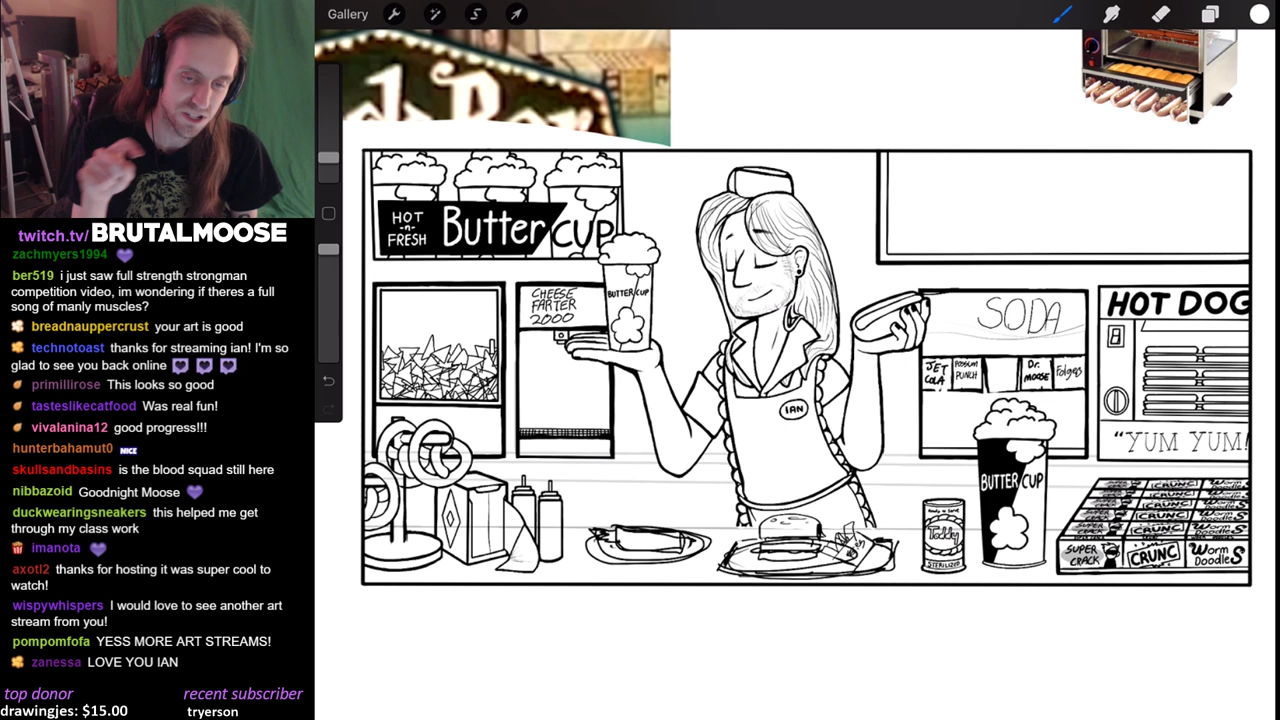 Gallery
HOT
-n-
FRESH
Butter CUP
CHEESE
FARTER
2000
BUTTER CUP
SODA
JET
COLA
POSSUM
PUNCH
Dr.
MOOSE
Folgers
HOT DOG
"YUM YUM!
IAN
BUTTER CUP
Ready to Serve
Toddy
STERILIZED
SUPER
CRACK
CRUNC
Worm
DoodleS
twitch.tv/BRUTALMOOSE
zachmyers1994
ber519 i just saw full strength strongman
competition video, im wondering if theres a full
song of manly muscles?
breadnauppercrust your art is good
technotoast thanks for streaming ian! I'm so
glad to see you back online
primillirose This looks so good
tasteslikecatfood Was real fun!
vivalanina12 good progress!!!
hunterbahamut0 NICE
skullsandbasins is the blood squad still here
nibbazoid Goodnight Moose
duckwearingsneakers this helped me get
through my class work
imanota
axotl2 thanks for hosting it was super cool to
watch!
wispywhispers I would love to see another art
stream from you!
pompomfofa YESS MORE ART STREAMS!
zanessa LOVE YOU IAN
top donor
drawingjes: $15.00
recent subscriber
tryerson